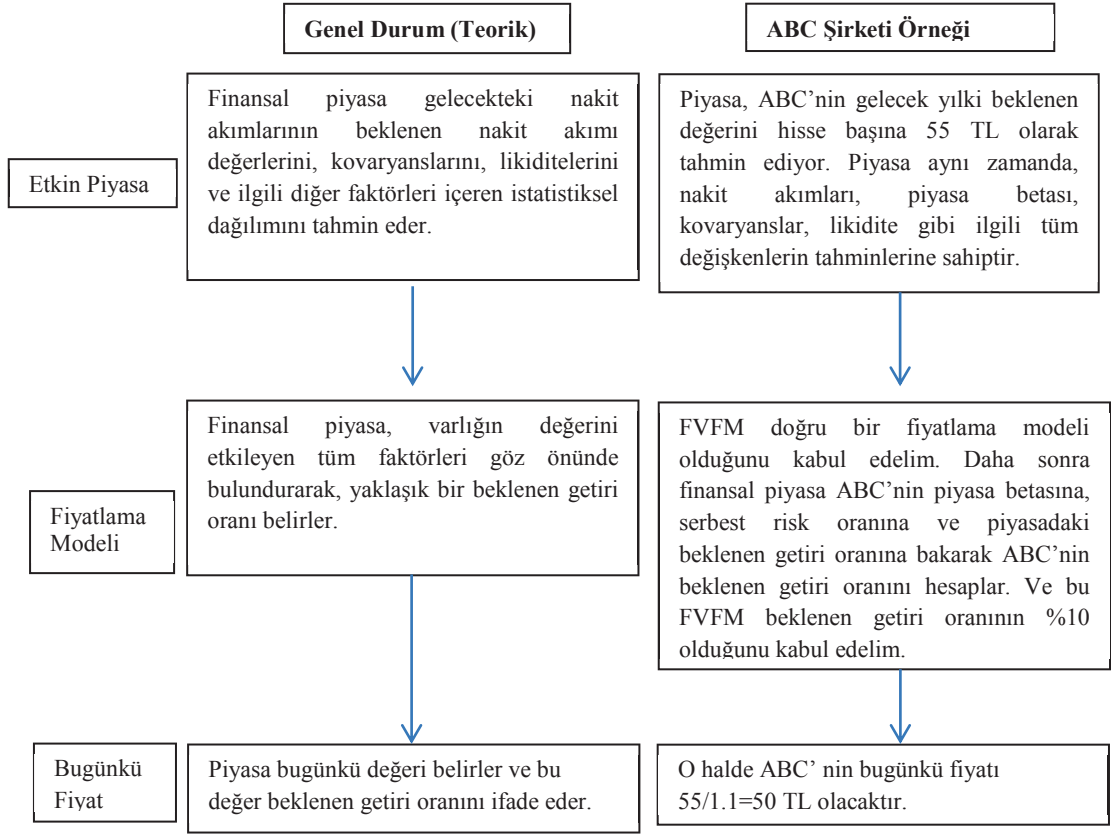 Genel Durum (Teorik)
ABC Şirketi Örneği
Etkin Piyasa
Finansal piyasa gelecekteki nakit
akımlarının beklenen nakit akımı
değerlerini, kovaryanslarını, likiditelerini
ve ilgili diğer faktörleri içeren istatistiksel
dağılımını tahmin eder.
Piyasa, ABC’nin gelecek yılki beklenen
değerini hisse başına 55 TL olarak
tahmin ediyor. Piyasa aynı zamanda,
nakit akımları, piyasa betası,
kovaryanslar, likidite gibi ilgili tüm
değişkenlerin tahminlerine sahiptir.
Fiyatlama
Modeli
Finansal piyasa, varlığın değerini
etkileyen tüm faktörleri göz önünde
bulundurarak, yaklaşık bir beklenen getiri
oranı belirler.
FVFM doğru bir fiyatlama modeli
olduğunu kabul edelim. Daha sonra
finansal piyasa ABC’nin piyasa betasına,
serbest risk oranına ve piyasadaki
beklenen getiri oranına bakarak ABC’nin
beklenen getiri oranını hesaplar. Ve bu
FVFM beklenen getiri oranının %10
olduğunu kabul edelim.
Bugünkü
Fiyat
Piyasa bugünkü değeri belirler ve bu
değer beklenen getiri oranını ifade eder.
O halde ABC’ nin bugünkü fiyatı
55/1.1=50 TL olacaktır.